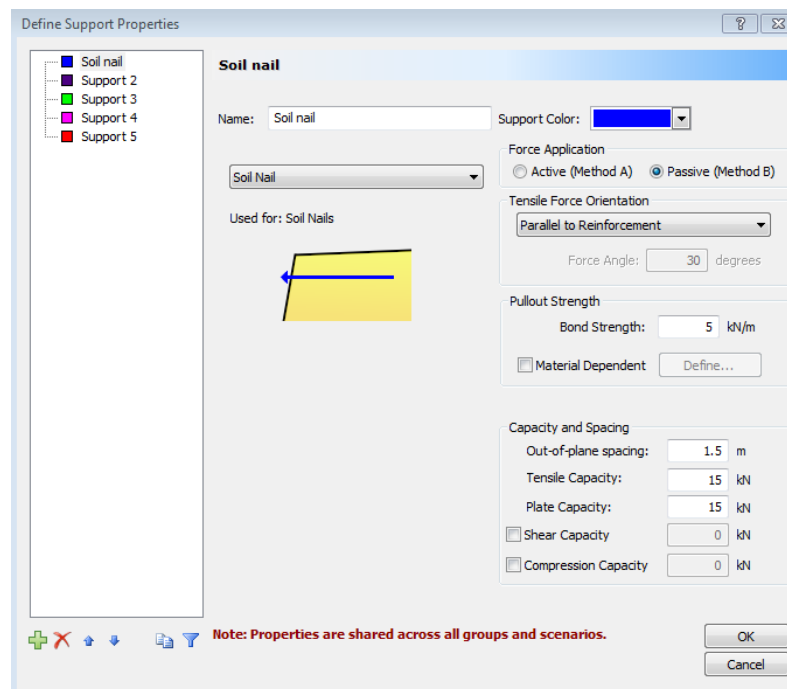 Define Support Properties
Soil nail
Support 2
Support 3
Support 4
Support 5
Soil nail
Name: Soil nail
Support Color:
Soil Nail
Used for: Soil Nails
Force Application
Active (Method A) Passive (Method B)
Tensile Force Orientation
Parallel to Reinforcement
Force Angle: 30 degrees
Pullout Strength
Bond Strength: 5 kN/m
Material Dependent Define...
Capacity and Spacing
Out-of-plane spacing: 1.5 m
Tensile Capacity: 15 kN
Plate Capacity: 15 kN
Shear Capacity 0 kN
Compression Capacity 0 kN
Note: Properties are shared across all groups and scenarios.
OK
Cancel